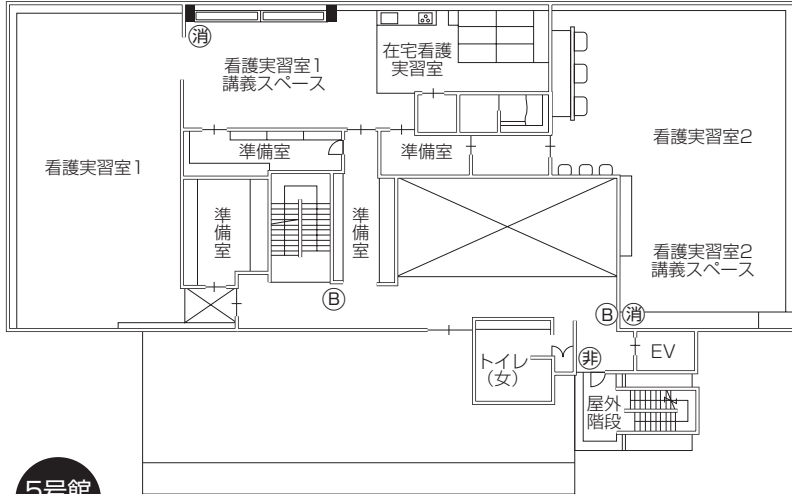 消
看護実習室1
講義スペース
在宅看護
実習室
看護実習室1
準備室
準備室
看護実習室2
準備室
準備室
看護実習室2
講義スペース
B
B
消
トイレ
(女)
非
EV
屋外
階段
5号館